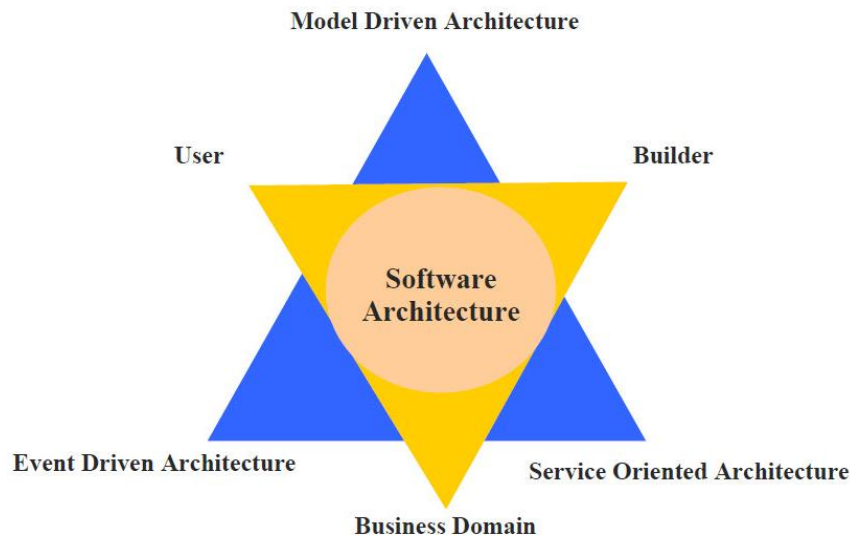 Model Driven Architecture
User
Builder
Software
Architecture
Event Driven Architecture
Service Oriented Architecture
Business Domain